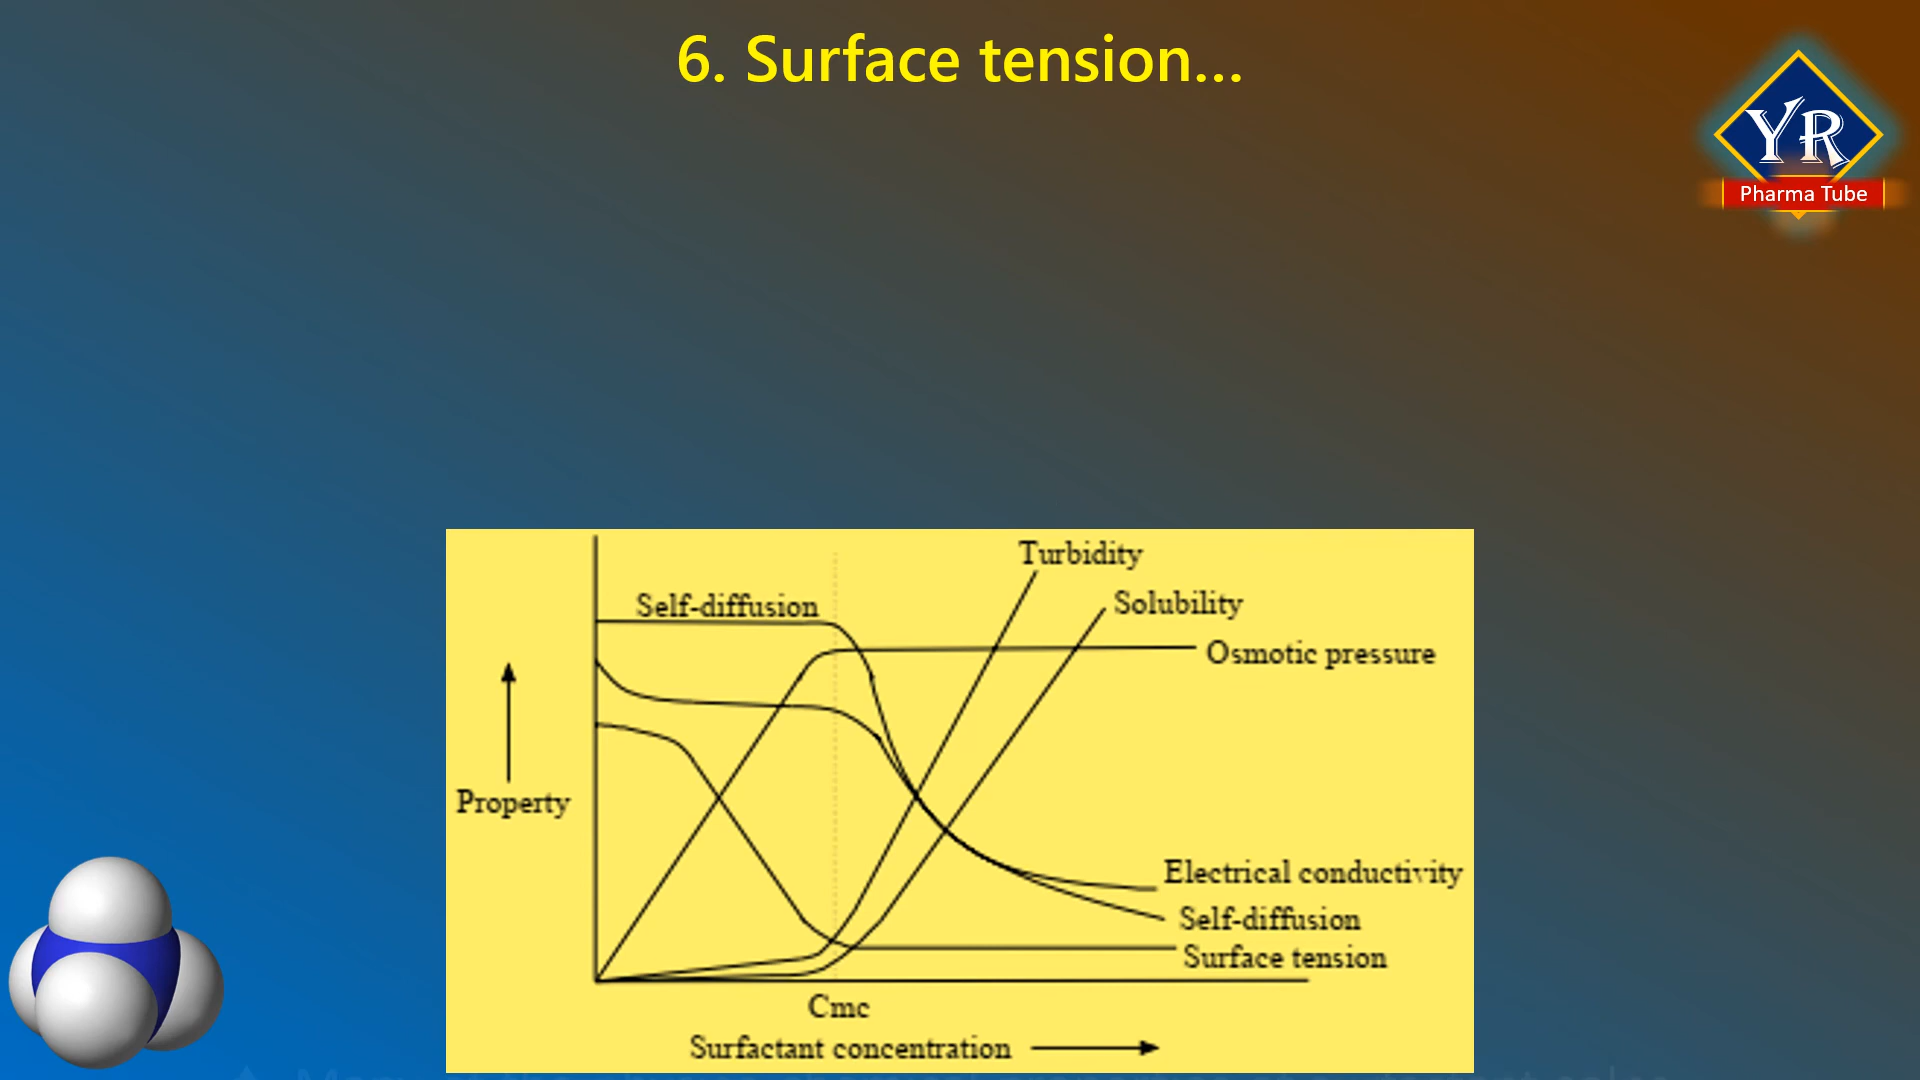 6. Surface tension...
YR
Pharma Tube
Turbidity
Self-diffusion
Solubility
Osmotic pressure
Property
Electrical conductivity
Self-diffusion
Surface tension
Cmc
Surfactant concentration